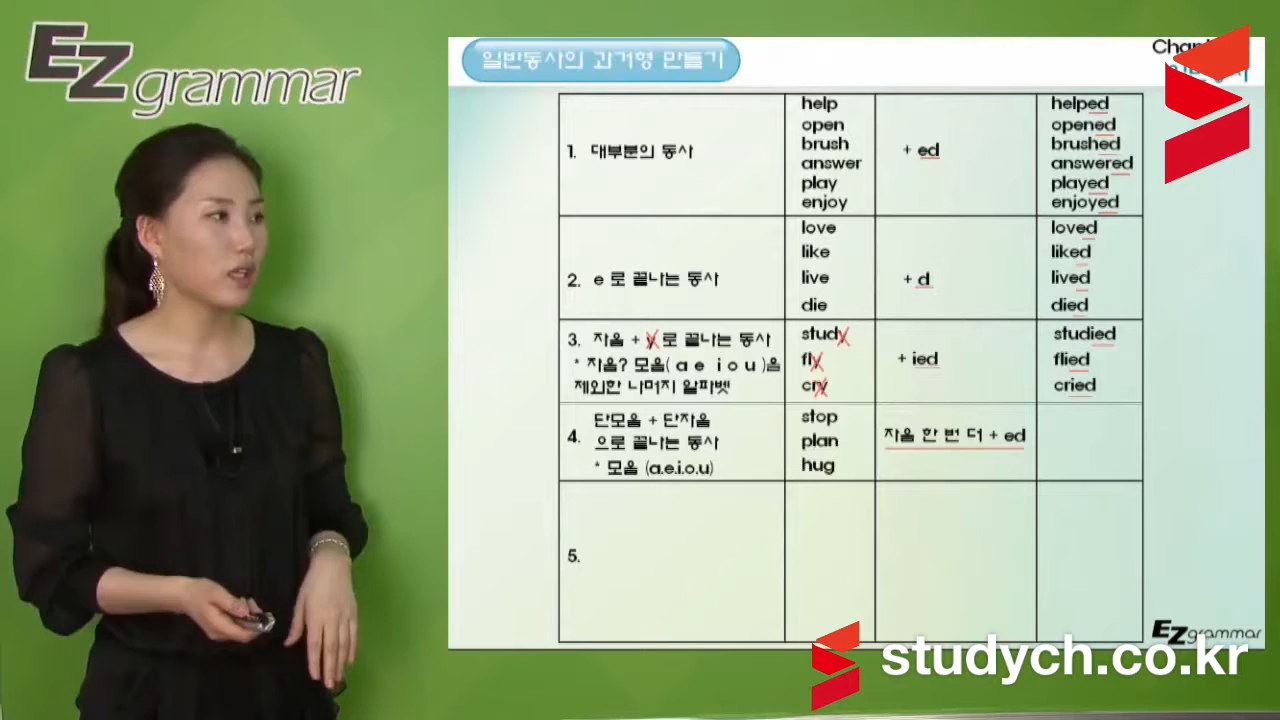 EZ grammar
일반동사의 과거형 만들기
1. 대부분의 동사
help
open
brush
answer
play
enjoy
+ ed
helped
opened
brushed
answered
played
enjoyed
2. e 로 끝나는 동사
love
like
live
die
+ d
loved
liked
lived
died
3. 자음 + y 로 끝나는 동사
* 자음? 모음( a e i o u )을
제외한 나머지 알파벳
study
fly
cry
+ ied
studied
flied
cried
4. 단모음 + 단자음
으로 끝나는 동사
* 모음 (a.e.i.o.u)
stop
plan
hug
자음 한 번 더 + ed
5.
EZ grammar
studych.co.kr